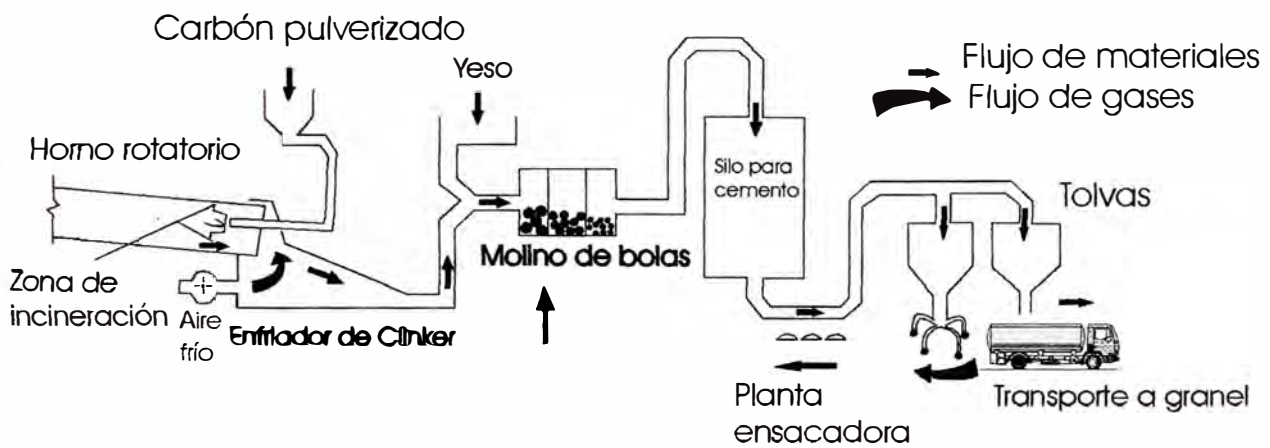 Carbón pulverizado
Yeso
Flujo de materiales
Flujo de gases
Horno rotatorio
Silo para
cemento
Tolvas
Molino de bolas
Zona de
incineración
Aire
frío
Enfriador de Clinker
Planta
ensacadora
Transporte a granel